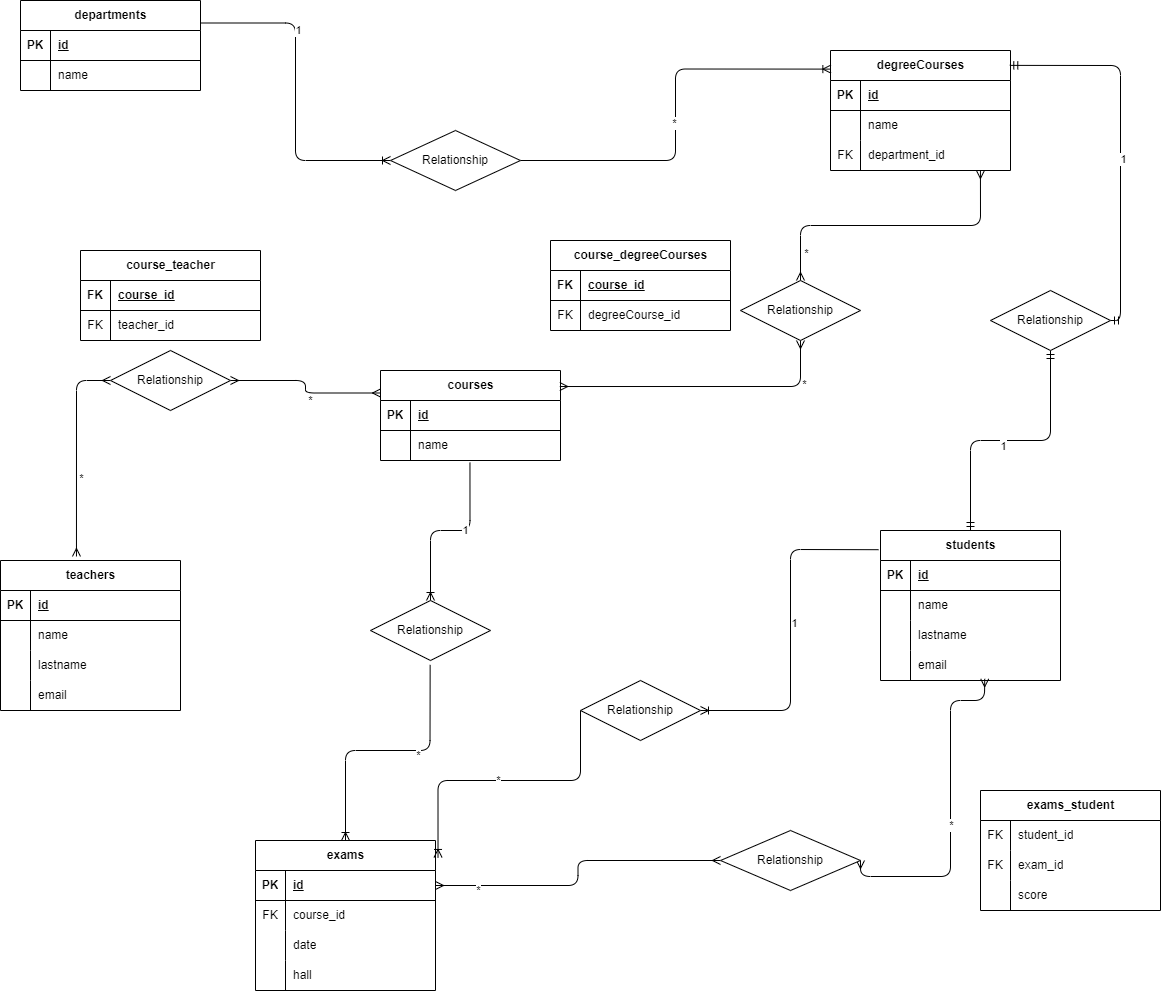 departments
PK id
name
1
degreeCourses
PK id
name
FK department_id
*
Relationship
1
course_teacher
FK course_id
FK teacher_id
course_degreeCourses
FK course_id
FK degreeCourse_id
*
Relationship
Relationship
Relationship
*
courses
PK id
name
*
*
1
1
students
PK id
name
lastname
email
teachers
PK id
name
lastname
email
Relationship
1
Relationship
*
*
exams_student
FK student_id
FK exam_id
score
*
exams
PK id
FK course_id
date
hall
Relationship
*